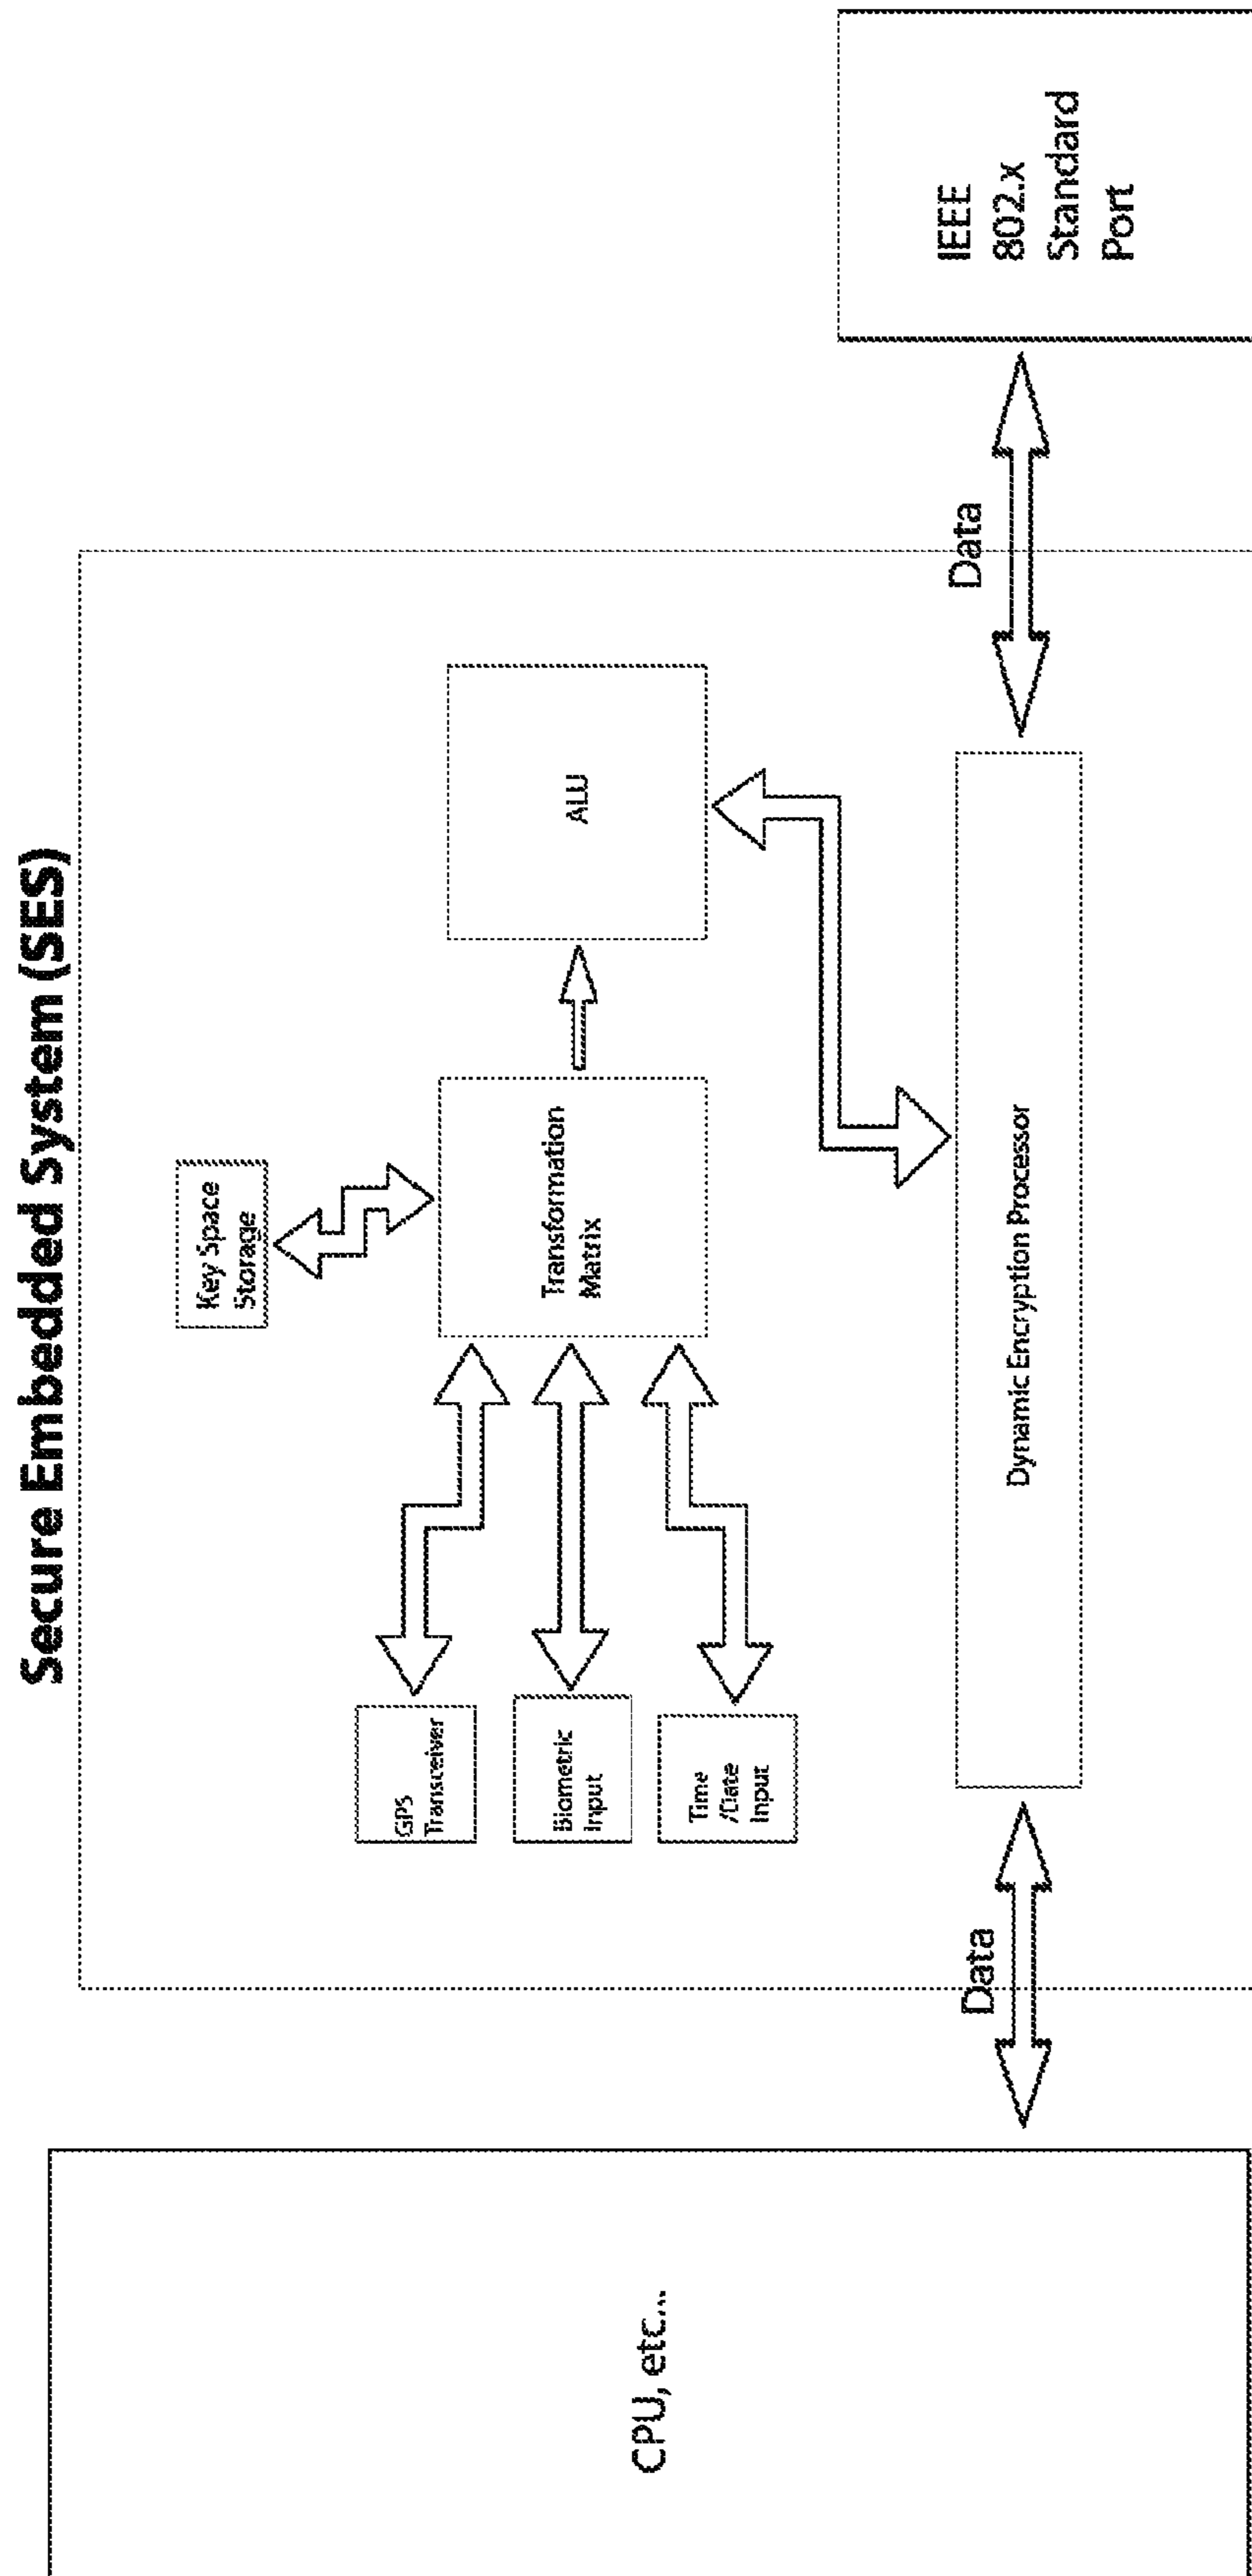 Secure Embedded System (SES)
CPU, etc...
Data
GPS
Transceiver
Biometric
Input
Time
/Date
Input
Key Space
Storage
Transformation
Matrix
ALU
Dynamic Encryption Processor
Data
IEEE
802.x
Standard
Port